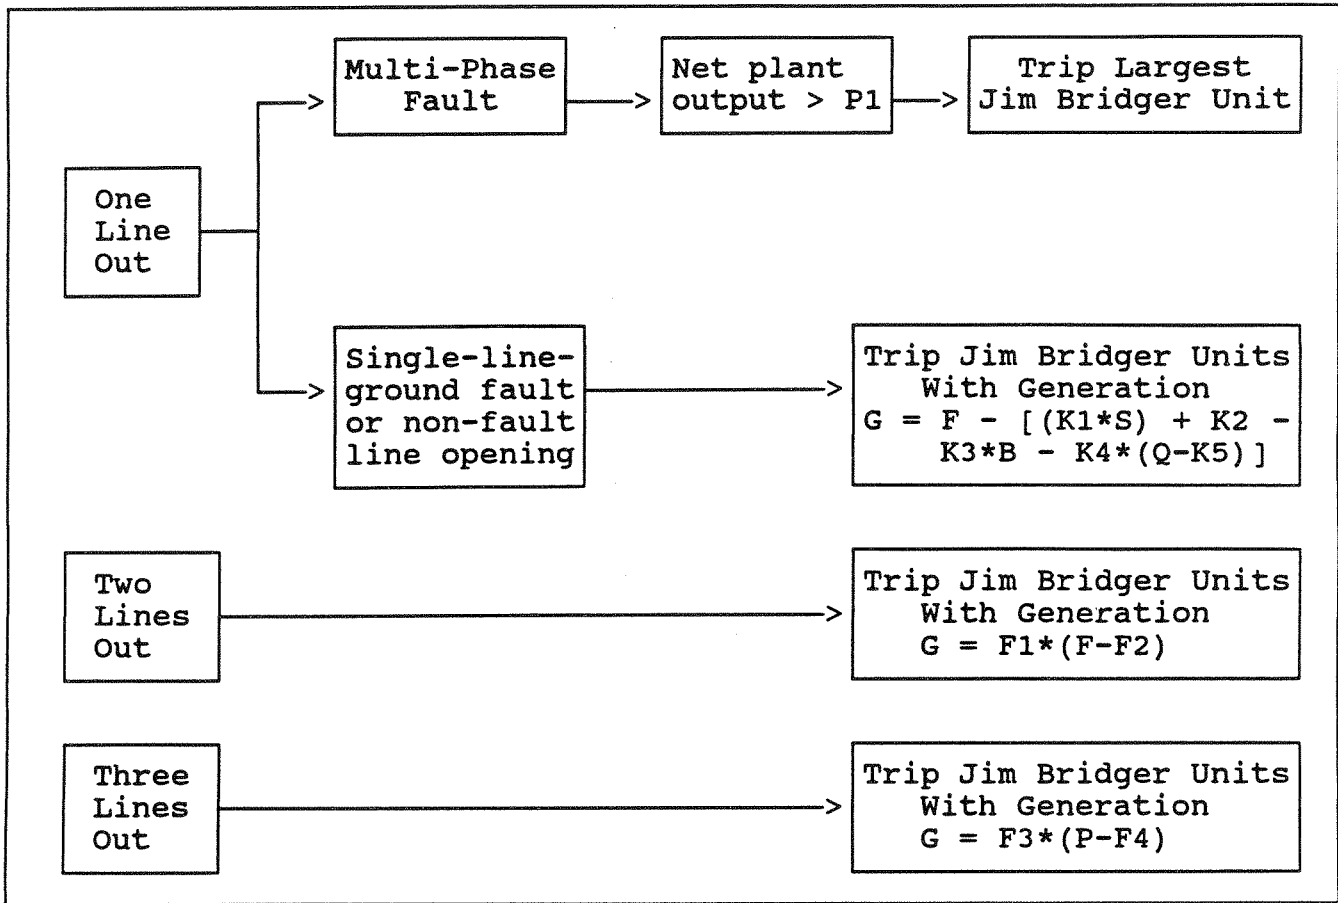 Multi-Phase
Fault
Net plant
output > P1
Trip Largest
Jim Bridger Unit
One
Line
Out
Single-line-
ground fault
or non-fault
line opening
Trip Jim Bridger Units
With Generation
G = F - [(K1*S) + K2 -
K3*B - K4*(Q-K5)]
Two
Lines
Out
Trip Jim Bridger Units
With Generation
G = F1*(F-F2)
Three
Lines
Out
Trip Jim Bridger Units
With Generation
G = F3*(P-F4)